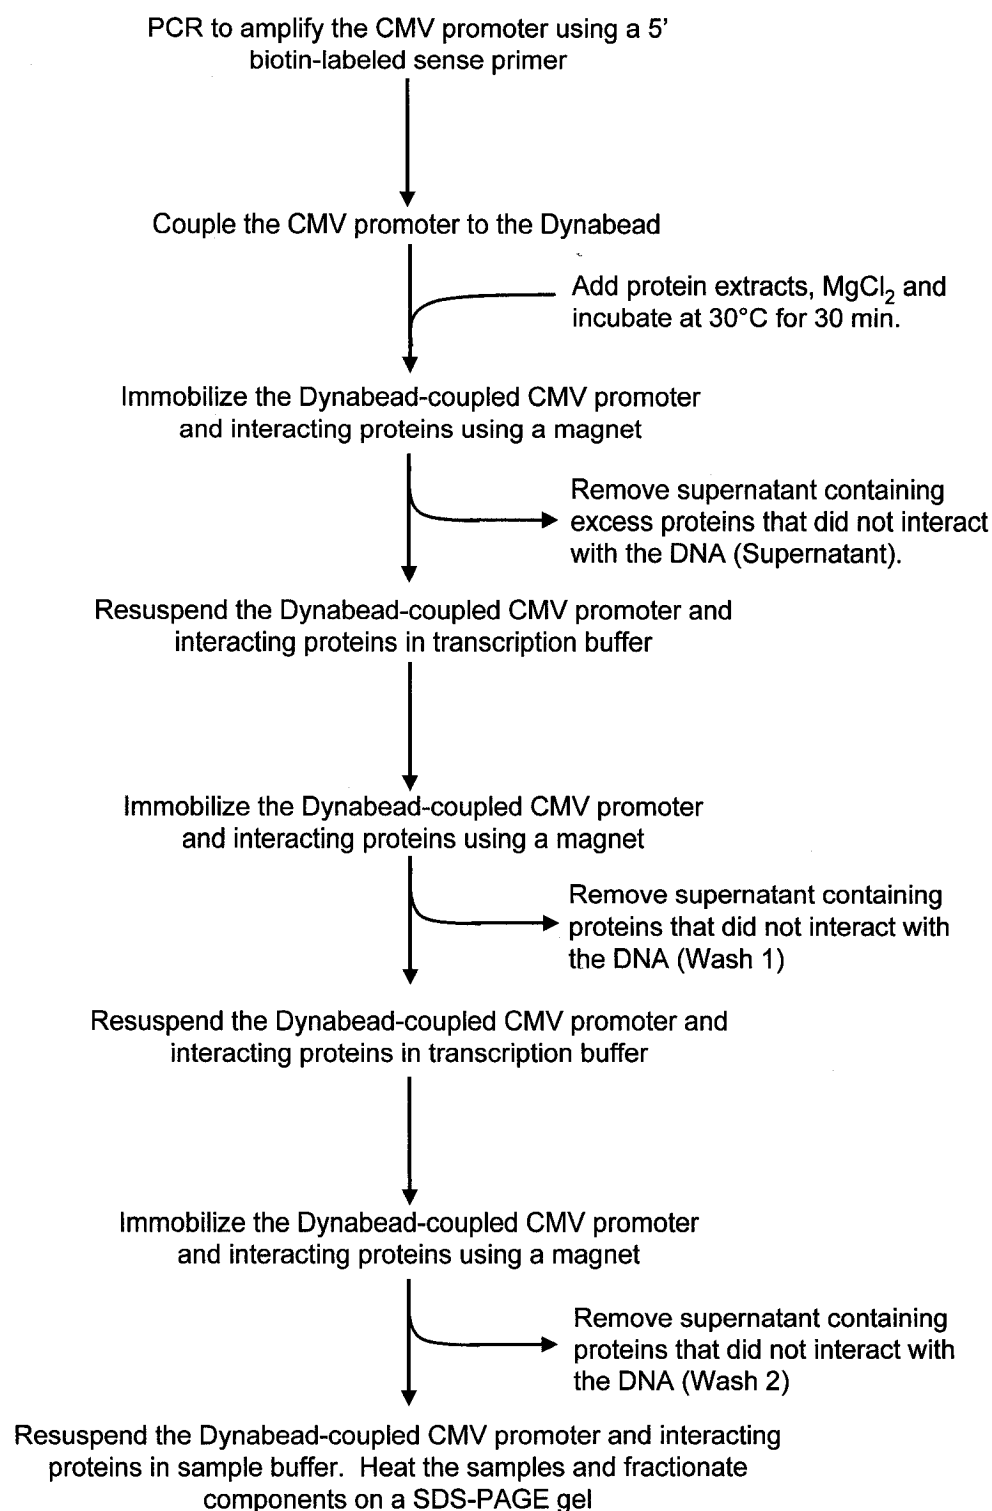 PCR to amplify the CMV promoter using a 5’
biotin-labeled sense primer
Couple the CMV promoter to the Dynabead
Add protein extracts, MgCl₂ and
incubate at 30°C for 30 min.
Immobilize the Dynabead-coupled CMV promoter
and interacting proteins using a magnet
Remove supernatant containing
excess proteins that did not interact
with the DNA (Supernatant).
Resuspend the Dynabead-coupled CMV promoter and
interacting proteins in transcription buffer
Immobilize the Dynabead-coupled CMV promoter
and interacting proteins using a magnet
Remove supernatant containing
proteins that did not interact with
the DNA (Wash 1)
Resuspend the Dynabead-coupled CMV promoter and
interacting proteins in transcription buffer
Immobilize the Dynabead-coupled CMV promoter
and interacting proteins using a magnet
Remove supernatant containing
proteins that did not interact with
the DNA (Wash 2)
Resuspend the Dynabead-coupled CMV promoter and interacting
proteins in sample buffer.  Heat the samples and fractionate
components on a SDS-PAGE gel